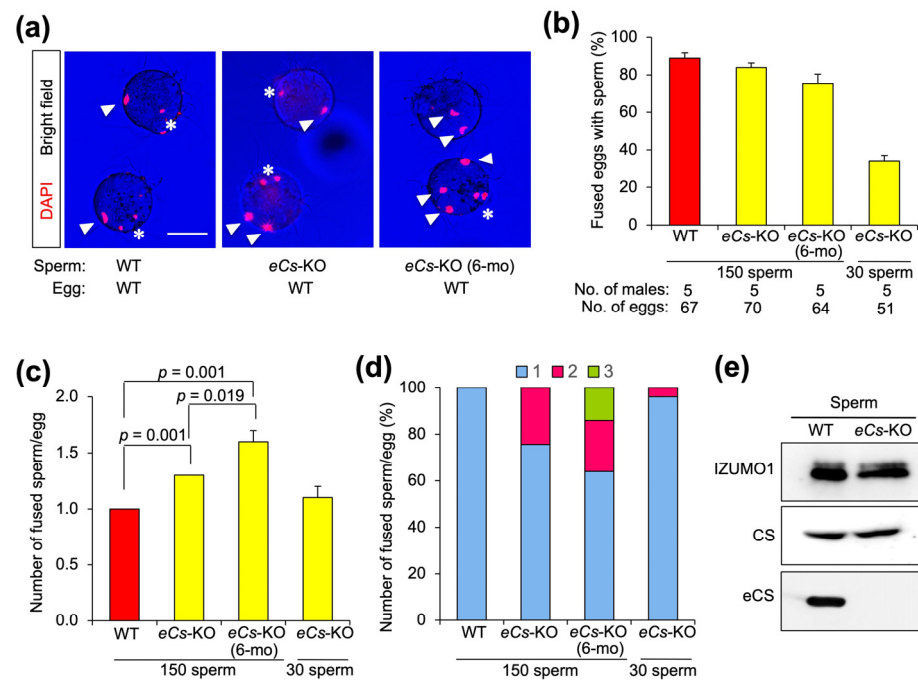 (a)
Bright field
DAPI
*
*
*
*
*
Sperm: WT eCs-KO eCs-KO (6-mo)
Egg: WT WT WT
(b)
Fused eggs with sperm (%)
100
80
60
40
20
0
WT eCs-KO eCs-KO (6-mo) eCs-KO
150 sperm 30 sperm
No. of males: 5 5 5 5
No. of eggs: 67 70 64 51
(c)
Number of fused sperm/egg
2.0
1.5
1.0
0.5
0.0
p = 0.001
p = 0.019
p = 0.001
WT eCs-KO eCs-KO (6-mo) eCs-KO
150 sperm 30 sperm
(d)
1 2 3
Number of fused sperm/egg (%)
100
80
60
40
20
0
WT eCs-KO eCs-KO (6-mo) eCs-KO
150 sperm 30 sperm
(e)
Sperm
WT eCs-KO
IZUMO1
CS
eCS